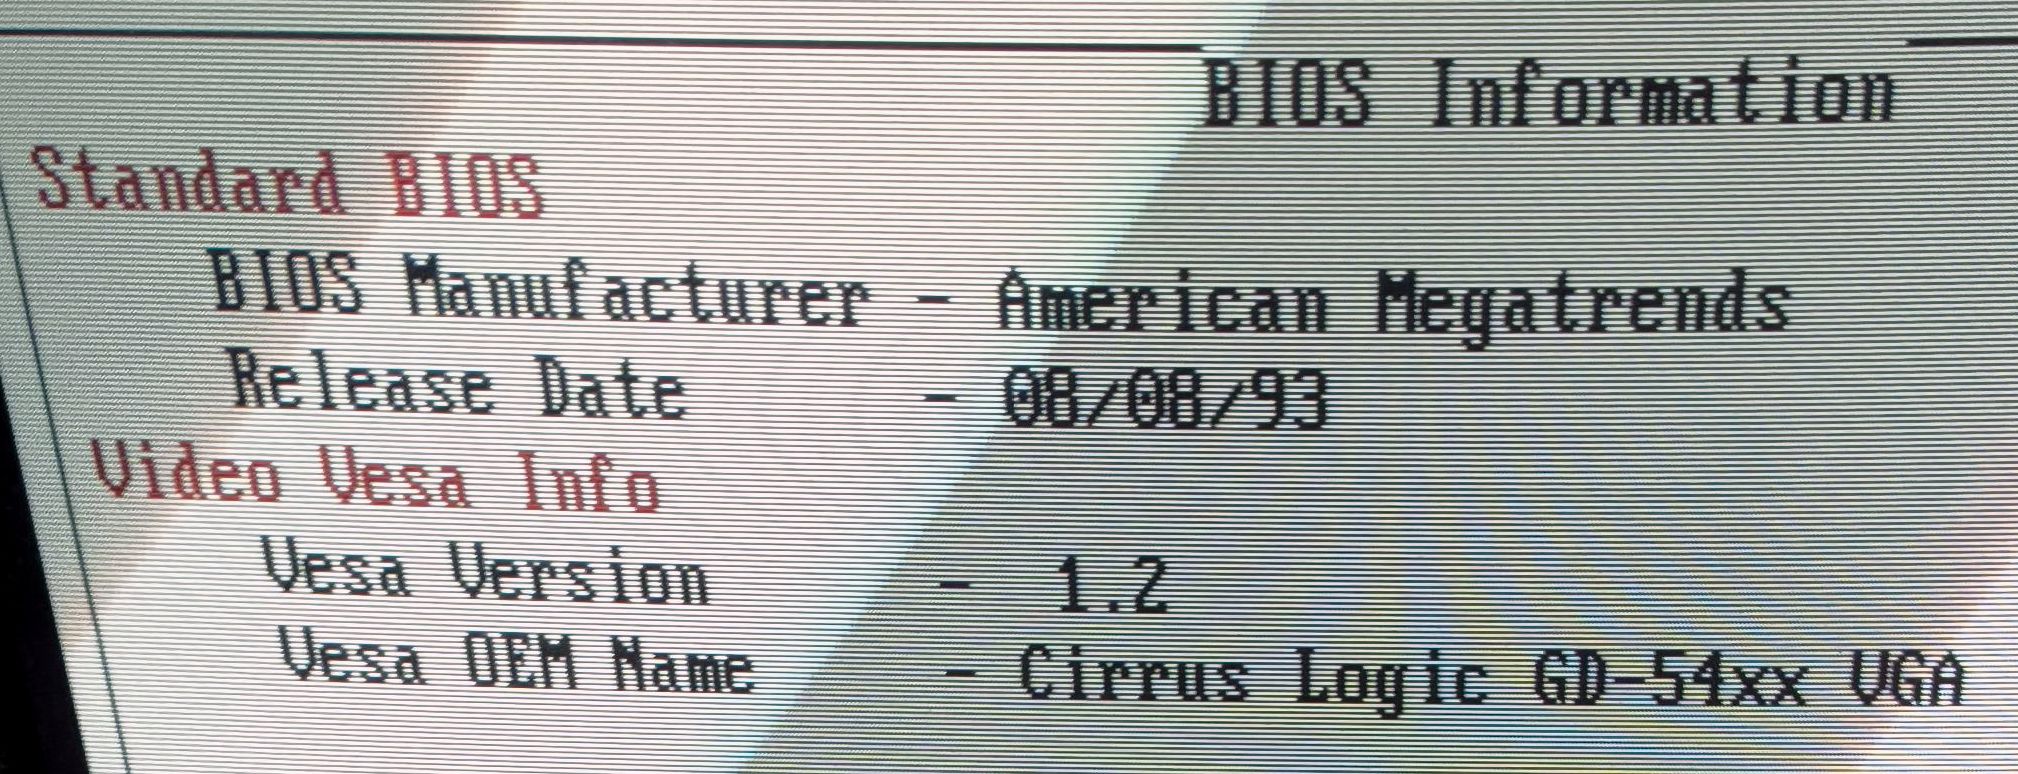 BIOS Information
Standard BIOS
BIOS Manufacturer - American Megatrends
Release Date - 08/08/93
Video Vesa Info
Vesa Version - 1.2
Vesa OEM Name - Cirrus Logic GD-54xx VGA